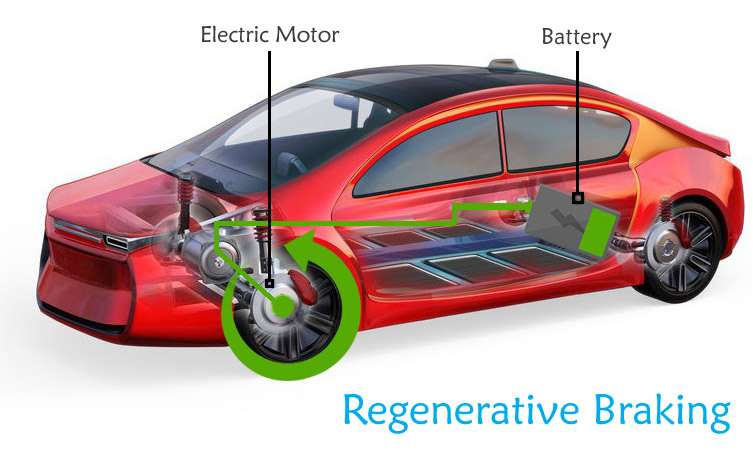 Electric Motor
Battery
Regenerative Braking